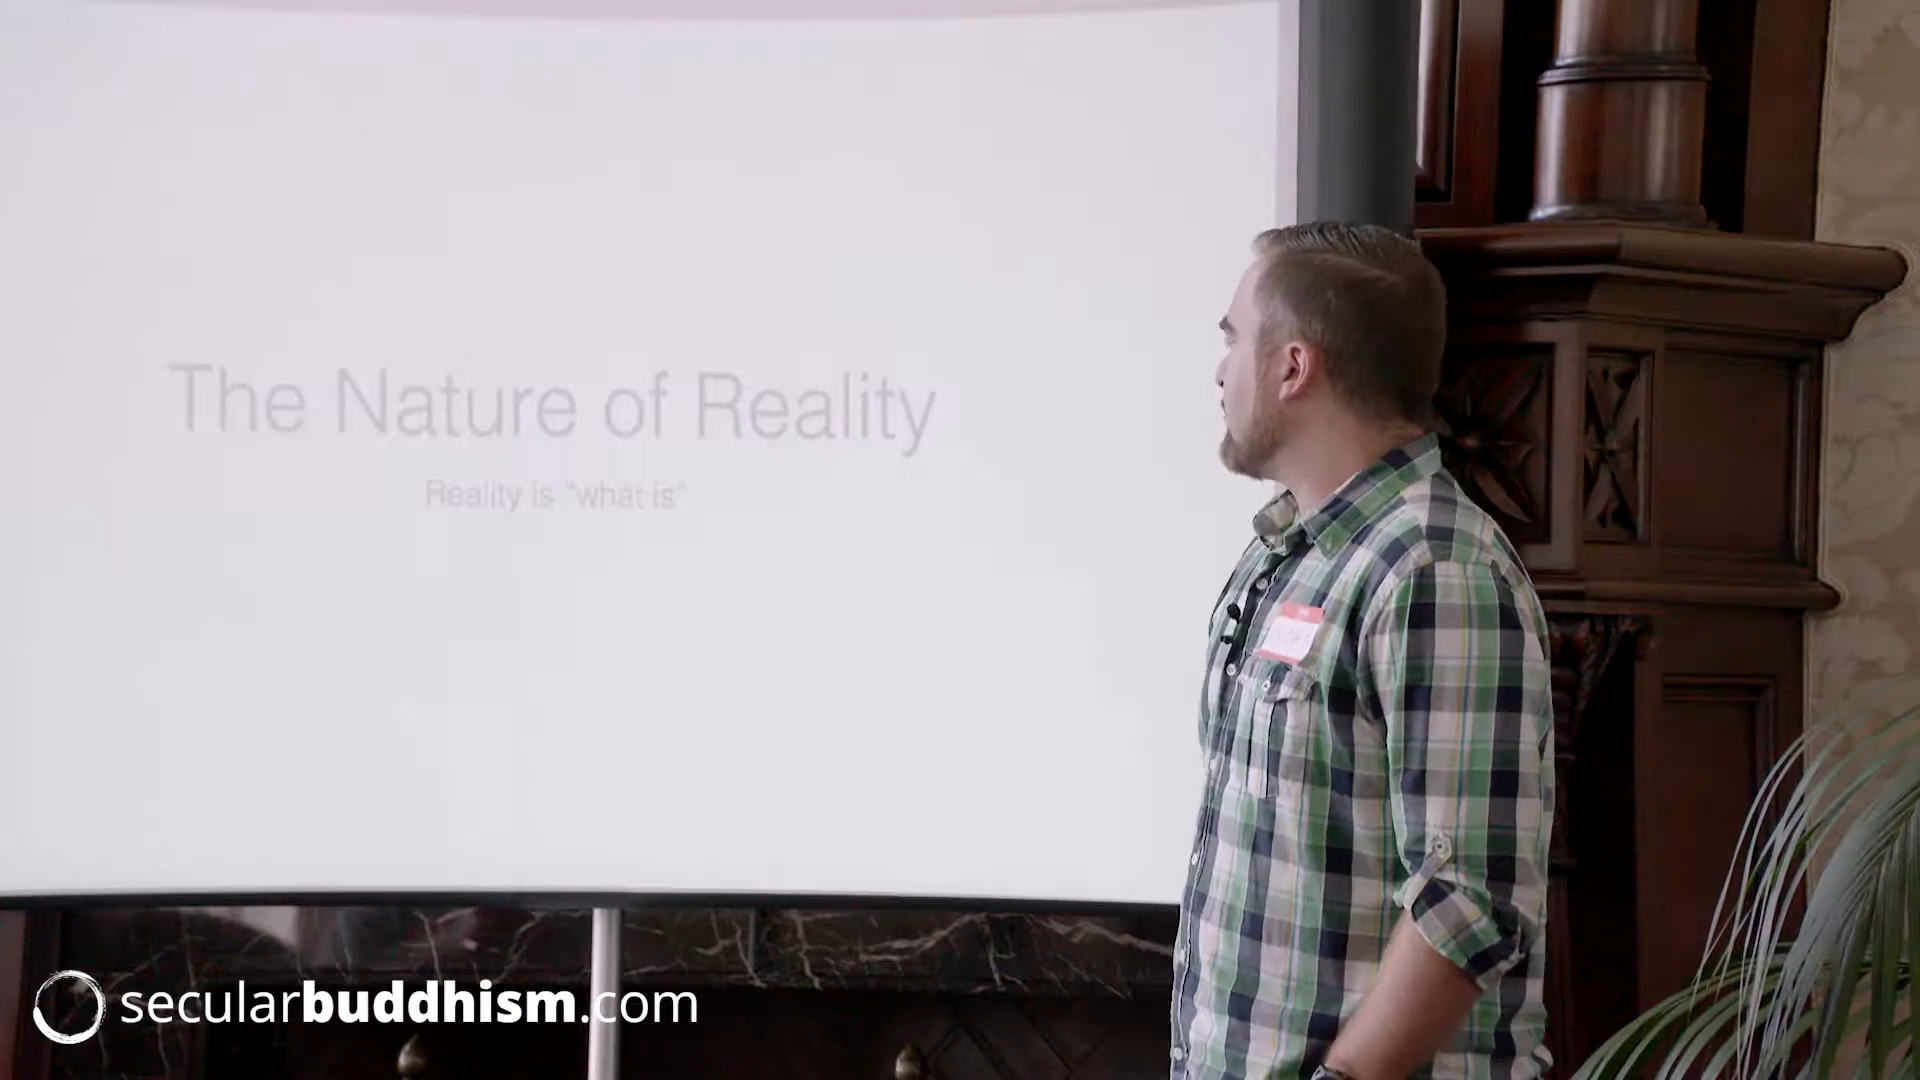 The Nature of Reality
Reality is "what is"
secularbuddhism.com